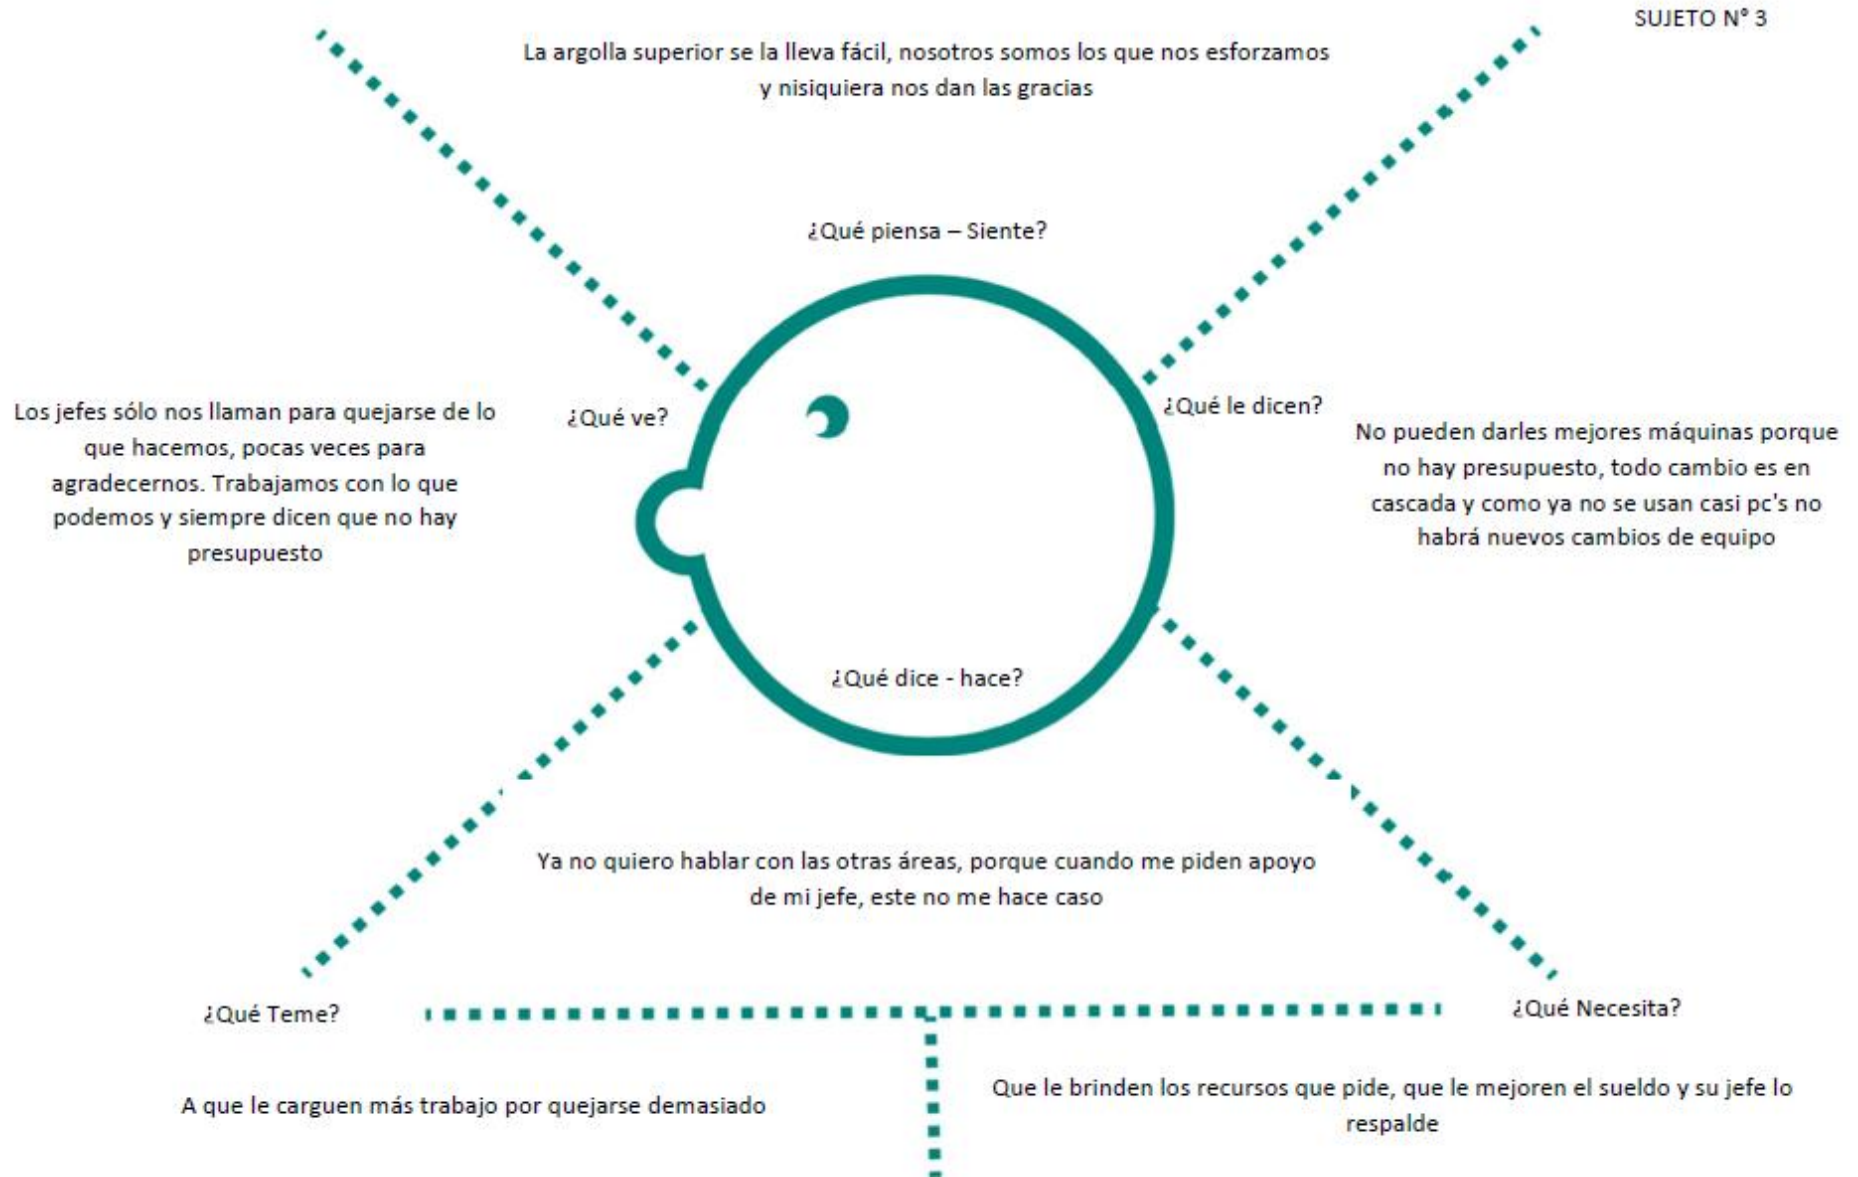 SUJETO N° 3
La argolla superior se la lleva fácil, nosotros somos los que nos esforzamos
y nisiquiera nos dan las gracias
¿Qué piensa – Siente?
¿Qué ve?
Los jefes sólo nos llaman para quejarse de lo
que hacemos, pocas veces para
agradecernos. Trabajamos con lo que
podemos y siempre dicen que no hay
presupuesto
¿Qué le dicen?
No pueden darles mejores máquinas porque
no hay presupuesto, todo cambio es en
cascada y como ya no se usan casi pc's no
habrá nuevos cambios de equipo
¿Qué dice - hace?
Ya no quiero hablar con las otras áreas, porque cuando me piden apoyo
de mi jefe, este no me hace caso
¿Qué Teme?
A que le carguen más trabajo por quejarse demasiado
¿Qué Necesita?
Que le brinden los recursos que pide, que le mejoren el sueldo y su jefe lo
respalde